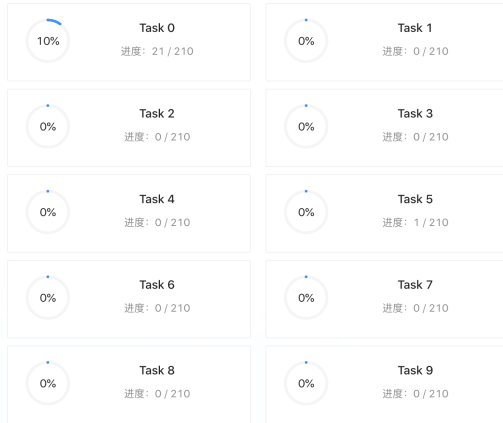 10%
Task 0
进度：21 / 210
0%
Task 1
进度：0 / 210
0%
Task 2
进度：0 / 210
0%
Task 3
进度：0 / 210
0%
Task 4
进度：0 / 210
0%
Task 5
进度：1 / 210
0%
Task 6
进度：0 / 210
0%
Task 7
进度：0 / 210
0%
Task 8
进度：0 / 210
0%
Task 9
进度：0 / 210